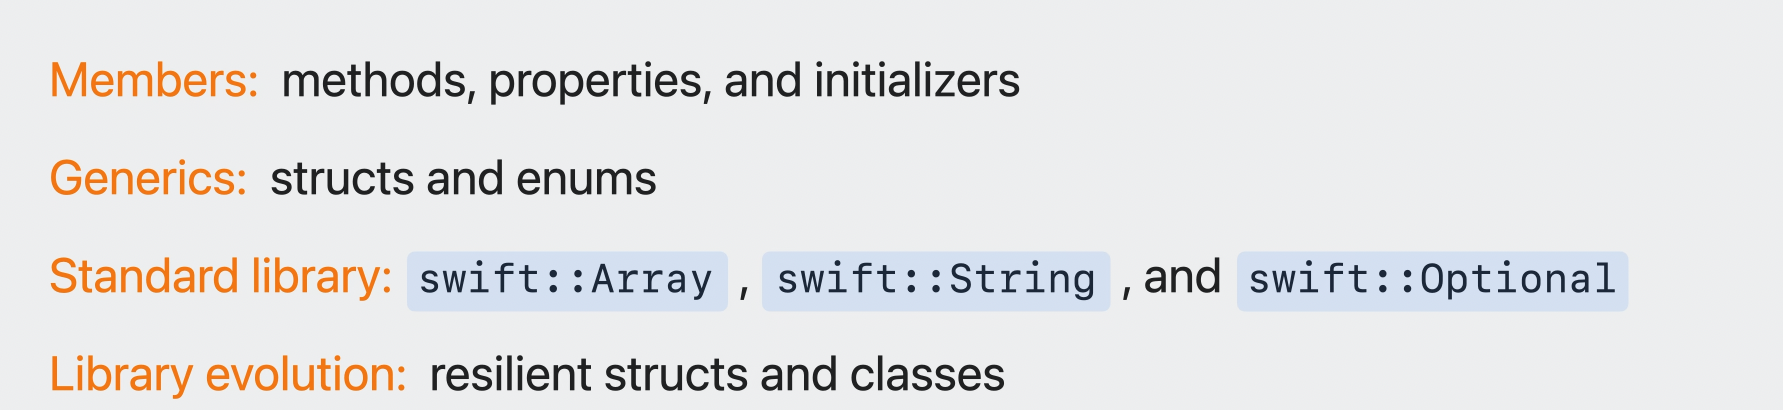 Members: methods, properties, and initializers
Generics: structs and enums
Standard library: swift::Array, swift::String, and swift::Optional
Library evolution: resilient structs and classes